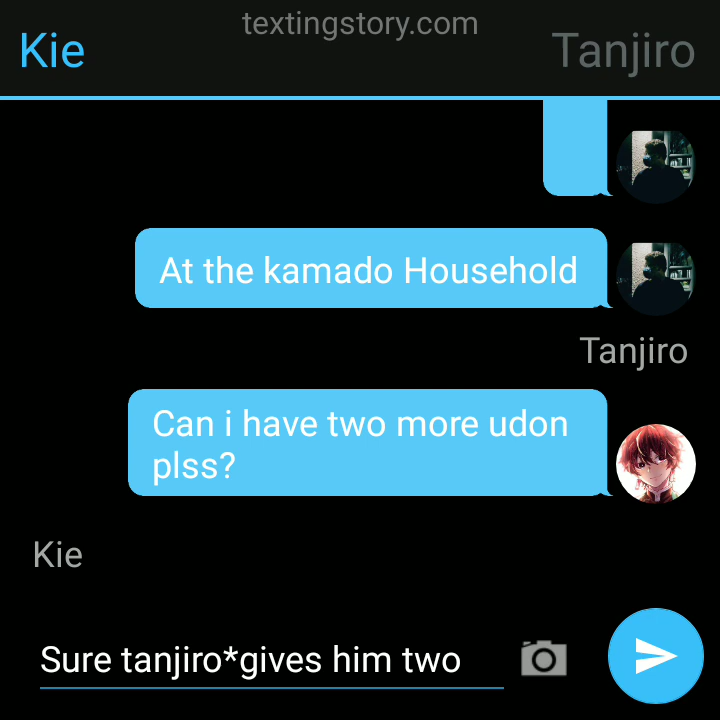 textingstory.com
Kie
Tanjiro
At the kamado Household
Tanjiro
Can i have two more udon
plss?
Kie
Sure tanjiro*gives him two